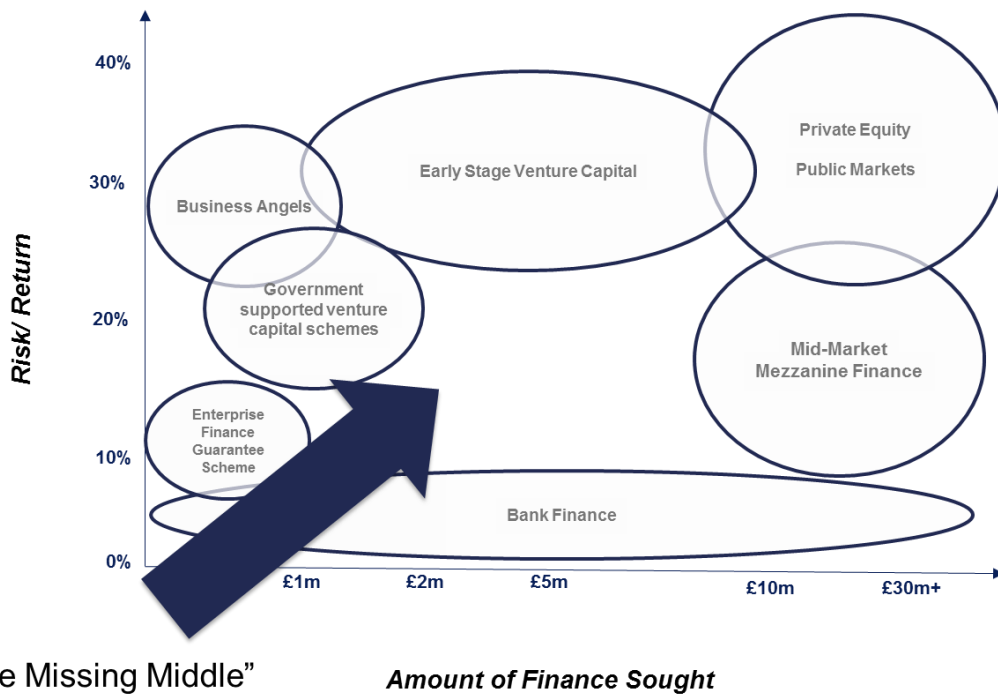 40%
Private Equity
Public Markets
Early Stage Venture Capital
30%
Business Angels
Government
supported venture
capital schemes
20%
Risk/ Return
Mid-Market
Mezzanine Finance
Enterprise
Finance
Guarantee
Scheme
10%
Bank Finance
0%
£1m
£2m
£5m
£10m
£30m+
e Missing Middle”
Amount of Finance Sought